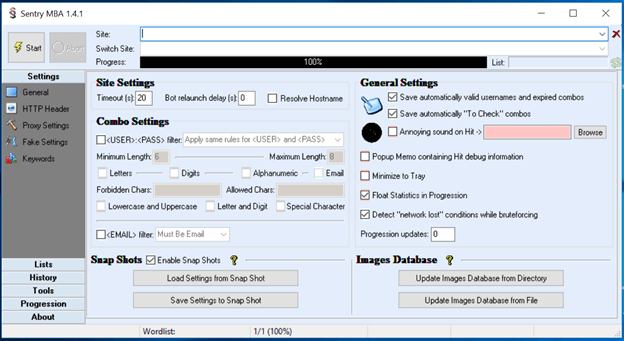 Sentry MBA 1.4.1
Start
Abort
Site:
Switch Site:
Progress: 100% List:
Settings
General
HTTP Header
Proxy Settings
Fake Settings
Keywords
Lists
History
Tools
Progression
About
Site Settings
Timeout (s): 20 Bot relaunch delay (s): 0 Resolve Hostname
Combo Settings
<USER>:<PASS> filter: Apply same rules for <USER> and <PASS>
Minimum Length: 6 Maximum Length: 8
Letters Digits Alphanumeric Email
Forbidden Chars: Allowed Chars:
Lowercase and Uppercase Letter and Digit Special Character
<EMAIL> filter: Must Be Email
Snap Shots Enable Snap Shots ?
Load Settings from Snap Shot
Save Settings to Snap Shot
General Settings
Save automatically valid usernames and expired combos
Save automatically "To Check" combos
Annoying sound on Hit -> Browse
Popup Memo containing Hit debug information
Minimize to Tray
Float Statistics in Progression
Detect "network lost" conditions while bruteforcing
Progression updates: 0
Images Database ?
Update Images Database from Directory
Update Images Database from File
Wordlist: 1/1 (100%)